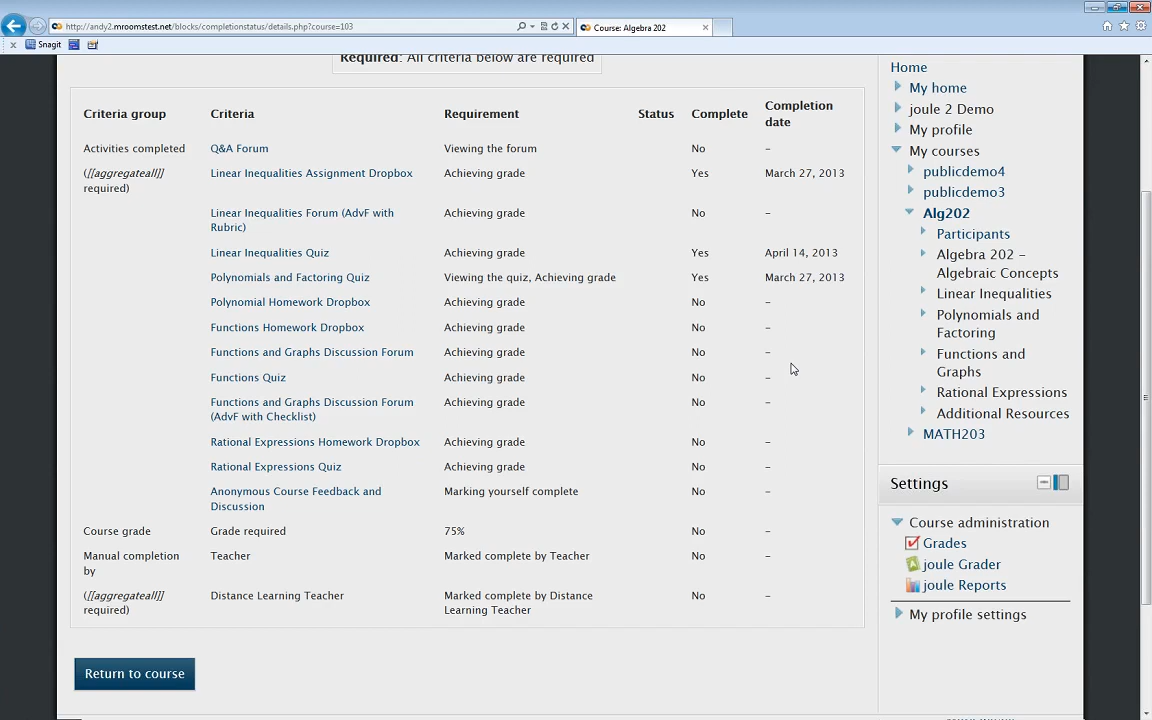 http://andy2.mroomstest.net/blocks/completionstatus/details.php?course=103
Course: Algebra 202
Snagit
Required: All criteria below are required
Criteria group Criteria Requirement Status Complete Completion date
Activities completed Q&A Forum Viewing the forum No –
([[aggregateall]] required) Linear Inequalities Assignment Dropbox Achieving grade Yes March 27, 2013
Linear Inequalities Forum (AdvF with Rubric) Achieving grade No –
Linear Inequalities Quiz Achieving grade Yes April 14, 2013
Polynomials and Factoring Quiz Viewing the quiz, Achieving grade Yes March 27, 2013
Polynomial Homework Dropbox Achieving grade No –
Functions Homework Dropbox Achieving grade No –
Functions and Graphs Discussion Forum Achieving grade No –
Functions Quiz Achieving grade No –
Functions and Graphs Discussion Forum (AdvF with Checklist) Achieving grade No –
Rational Expressions Homework Dropbox Achieving grade No –
Rational Expressions Quiz Achieving grade No –
Anonymous Course Feedback and Discussion Marking yourself complete No –
Course grade Grade required 75% No –
Manual completion by Teacher Marked complete by Teacher No –
([[aggregateall]] required) Distance Learning Teacher Marked complete by Distance Learning Teacher No –
Return to course
Home
My home
joule 2 Demo
My profile
My courses
publicdemo4
publicdemo3
Alg202
Participants
Algebra 202 –
Algebraic Concepts
Linear Inequalities
Polynomials and
Factoring
Functions and
Graphs
Rational Expressions
Additional Resources
MATH203
Settings
Course administration
Grades
joule Grader
joule Reports
My profile settings